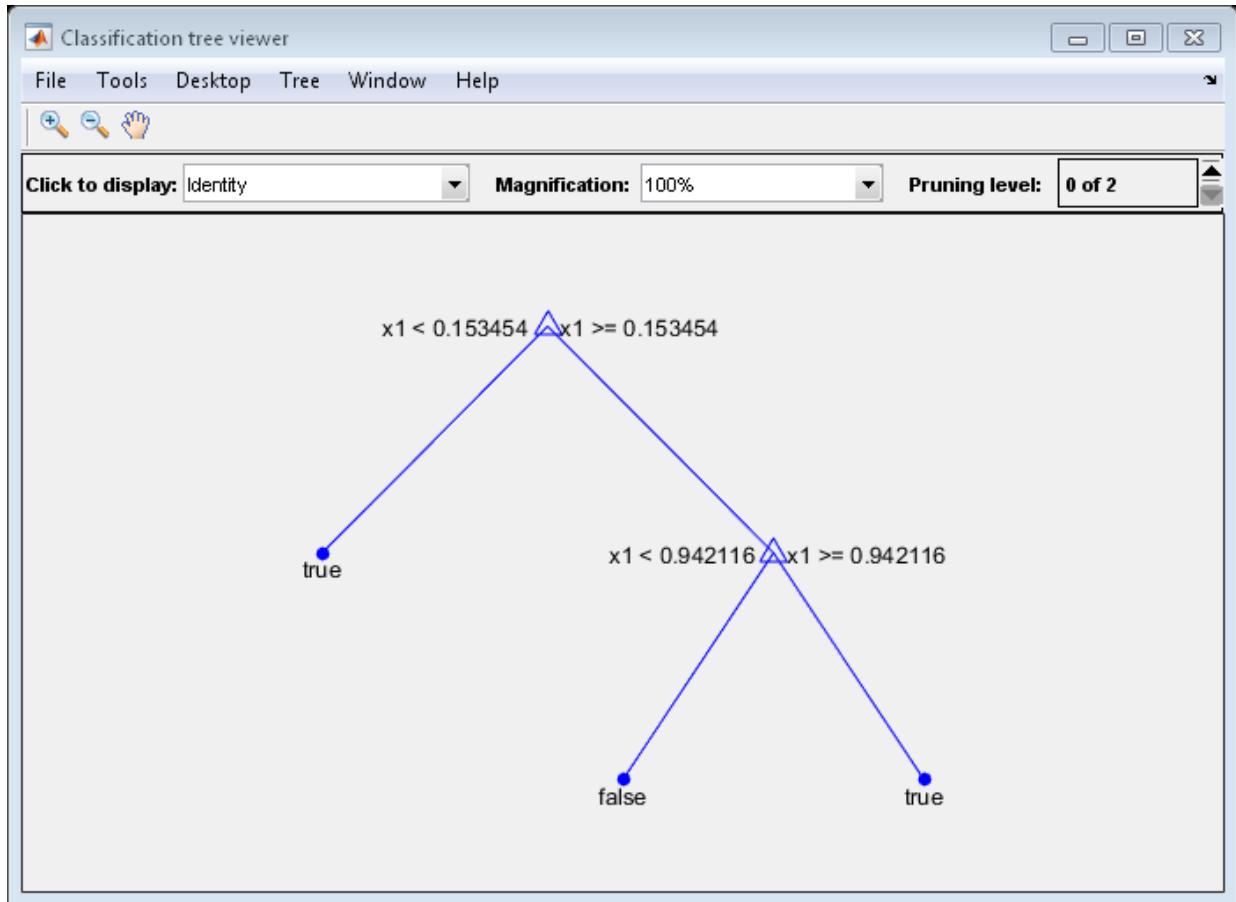 Classification tree viewer
File Tools Desktop Tree Window Help
Click to display: Identity Magnification: 100% Pruning level: 0 of 2
x1 < 0.153454 x1 >= 0.153454
true
x1 < 0.942116 x1 >= 0.942116
false true